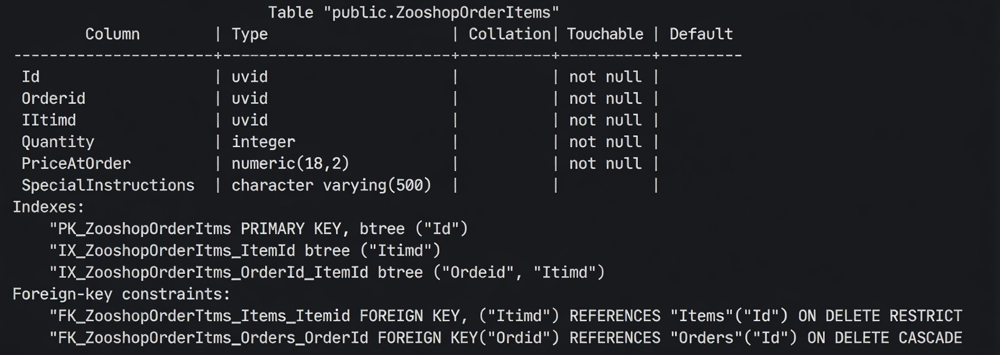 Table "public.ZooshopOrderItems"
Column | Type | Collation| Touchable | Default
----------------------+-------------------------+----------+----------+---------
Id | uvid | | not null |
Orderid | uvid | | not null |
IItimd | uvid | | not null |
Quantity | integer | | not null |
PriceAtOrder | numeric(18,2) | | not null |
SpecialInstructions | character varying(500) | | |
Indexes:
"PK_ZooshopOrderItms PRIMARY KEY, btree ("Id")
"IX_ZooshopOrderItms_ItemId btree ("Itimd")
"IX_ZooshopOrderItms_OrderId_ItemId btree ("Ordeid", "Itimd")
Foreign-key constraints:
"FK_ZooshopOrderTtms_Items_Itemid FOREIGN KEY, ("Itimd") REFERENCES "Items"("Id") ON DELETE RESTRICT
"FK_ZooshopOrderItms_Orders_OrderId FOREIGN KEY("Ordid") REFERENCES "Orders"("Id") ON DELETE CASCADE